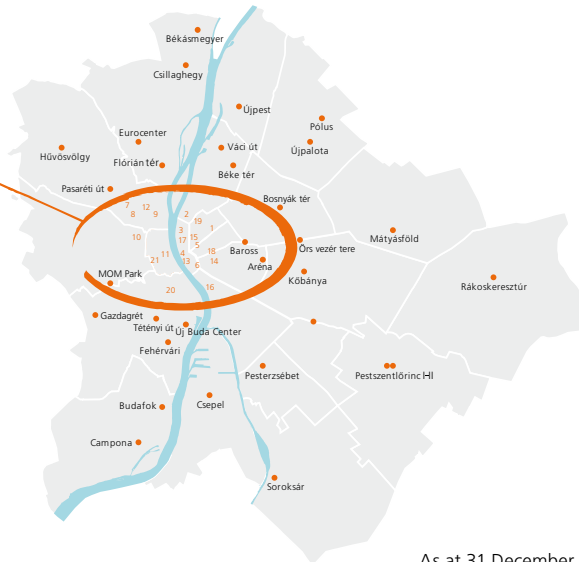 Békásmegyer
Csillaghegy
Újpest
Pólus
Eurocenter
Váci út
Újpalota
Hűvösvölgy
Flórián tér
Béke tér
Pasaréti út
Bosnyák tér
7
12
8
9
2
19
1
3
10
17
15
5
Mátyásföld
Baross
Örs vezér tere
18
11
4
21
13
6
14
Aréna
MOM Park
Kőbánya
Rákoskeresztúr
20
16
Gazdagrét
Tétényi út
Új Buda Center
Fehérvári
Pesterzsébet
Pestszentlőrinc I-II
Budafok
Csepel
Campona
Soroksár
As at 31 December